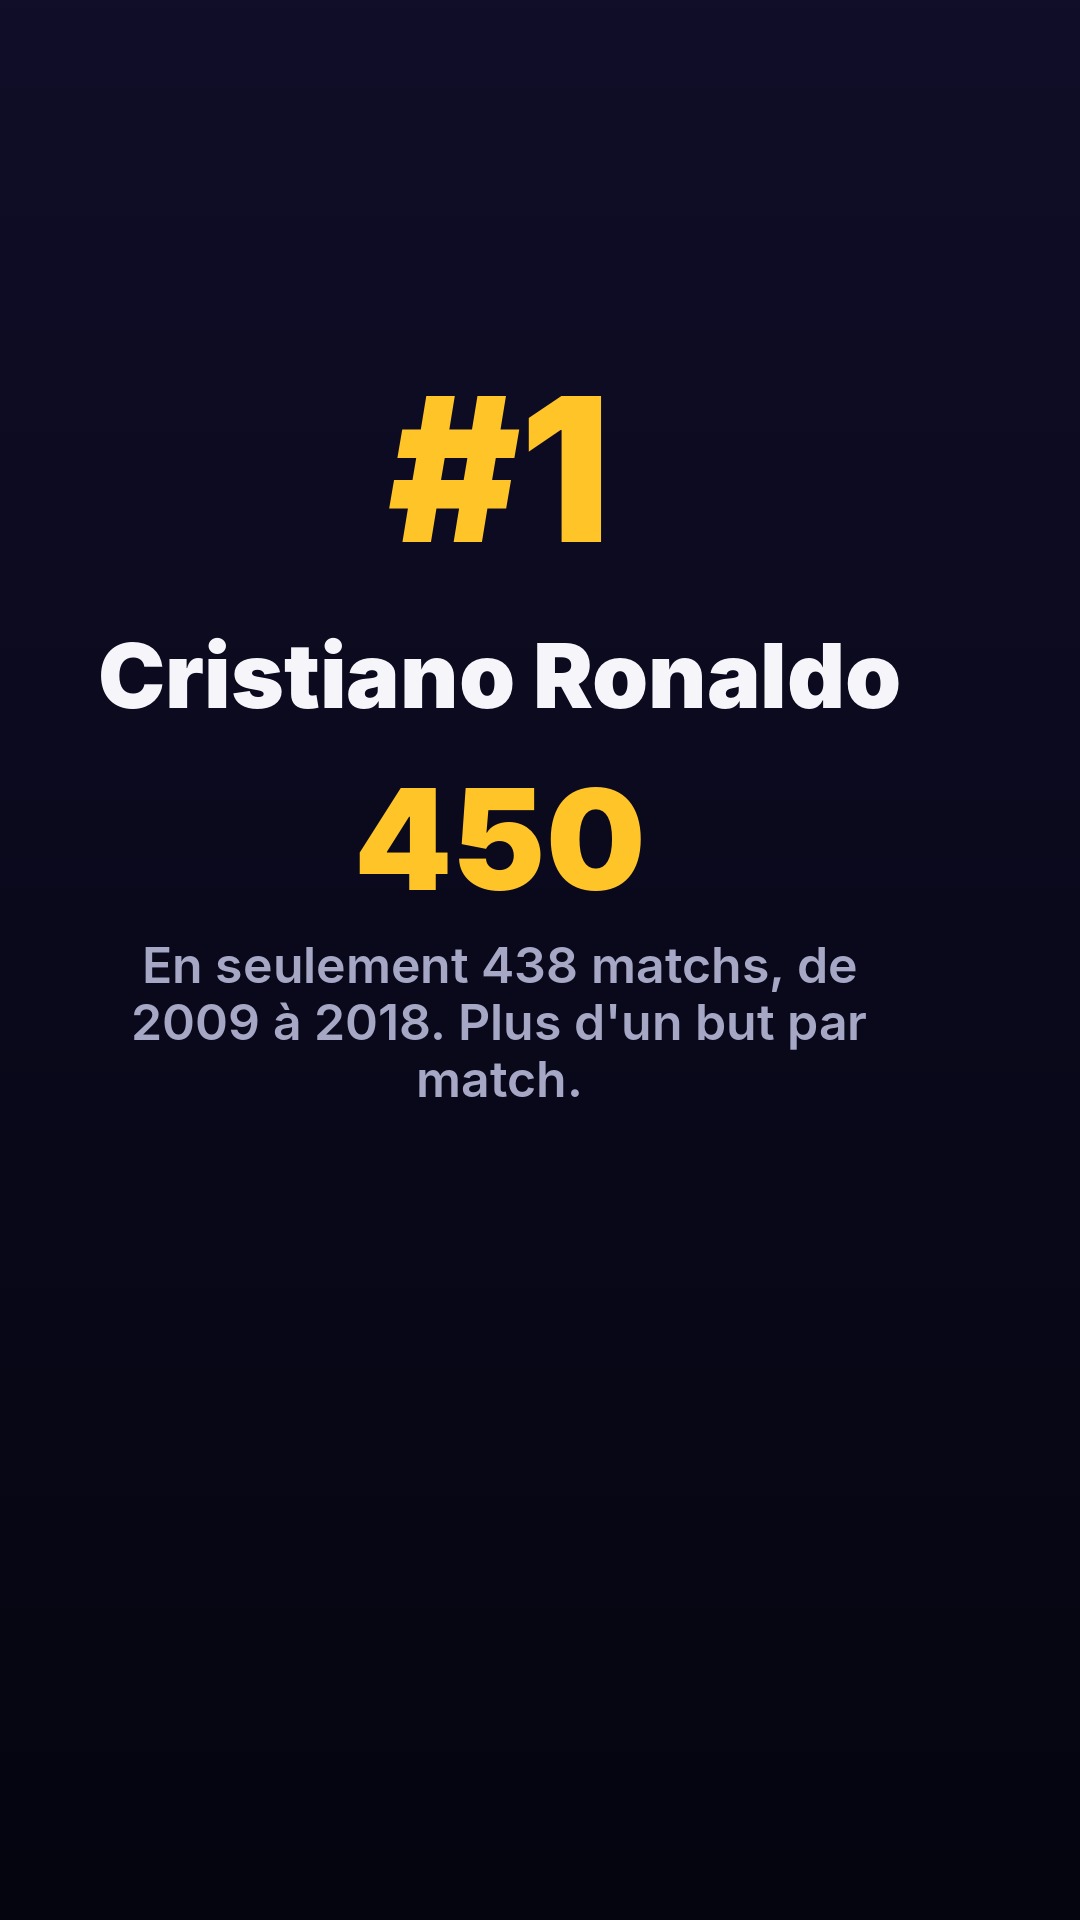 #1
Cristiano Ronaldo
450
En seulement 438 matchs, de
2009 à 2018. Plus d'un but par
match.